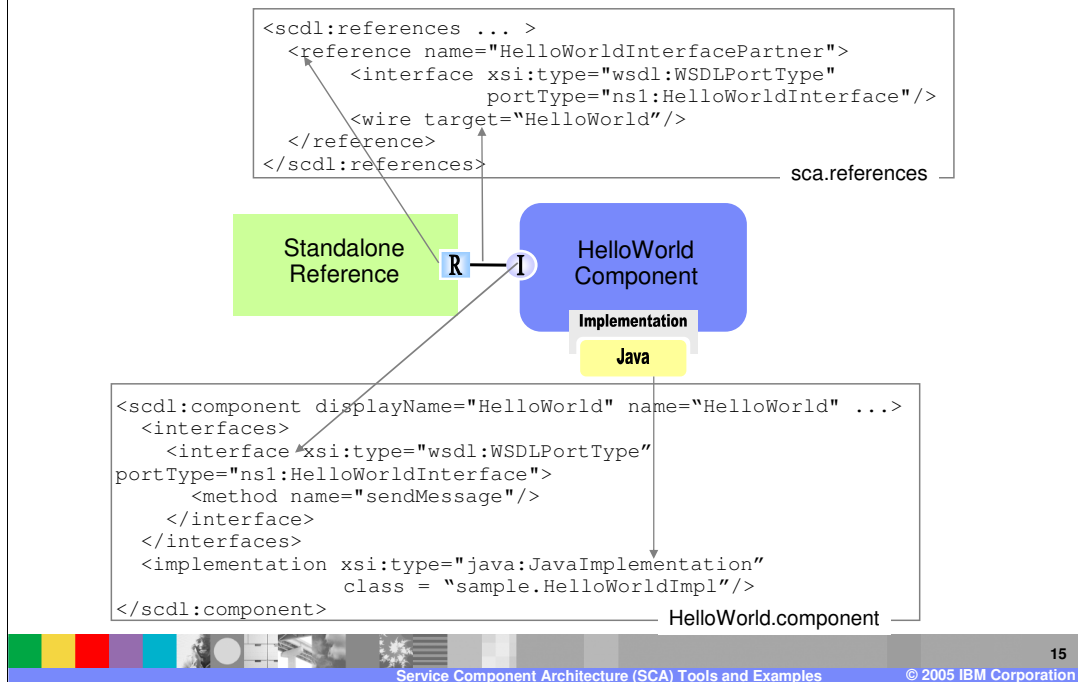 <scdl:references ... >
<reference name="HelloWorldInterfacePartner">
<interface xsi:type="wsdl:WSDLPortType"
portType="ns1:HelloWorldInterface"/>
<wire target=“HelloWorld”/>
</reference>
</scdl:references>
sca.references
Standalone
Reference
R
I
HelloWorld
Component
Implementation
Java
<scdl:component displayName="HelloWorld" name=“HelloWorld" ...>
<interfaces>
<interface xsi:type="wsdl:WSDLPortType”
portType="ns1:HelloWorldInterface">
<method name="sendMessage"/>
</interface>
</interfaces>
<implementation xsi:type="java:JavaImplementation”
class = “sample.HelloWorldImpl”/>
</scdl:component>
HelloWorld.component
15
Service Component Architecture (SCA) Tools and Examples
© 2005 IBM Corporation